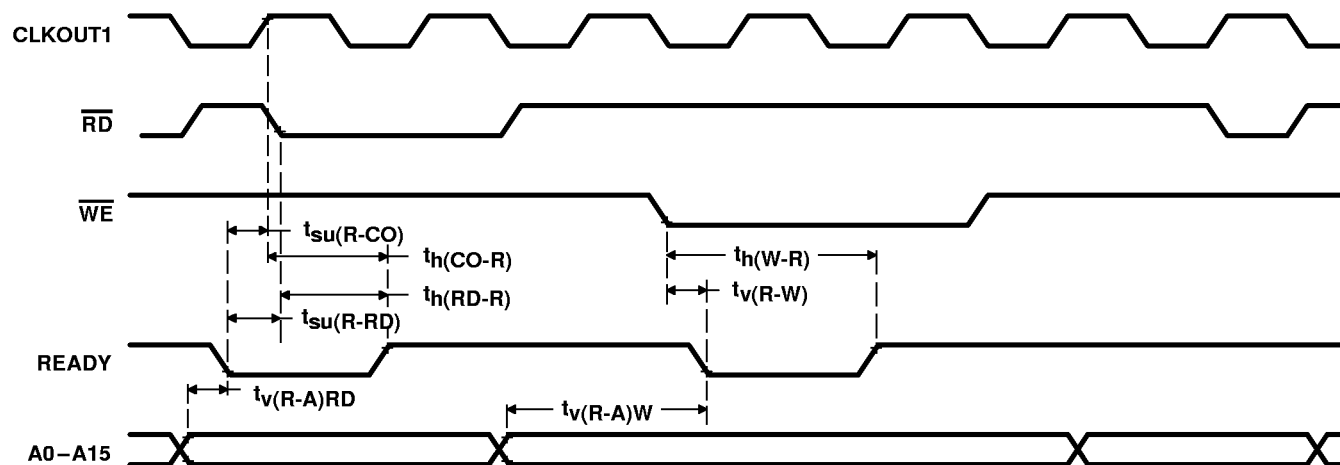 CLKOUT1
RD
WE
tsu(R-CO)
th(CO-R)
th(W-R)
th(RD-R)
tv(R-W)
tsu(R-RD)
READY
tv(R-A)RD
tv(R-A)W
A0–A15